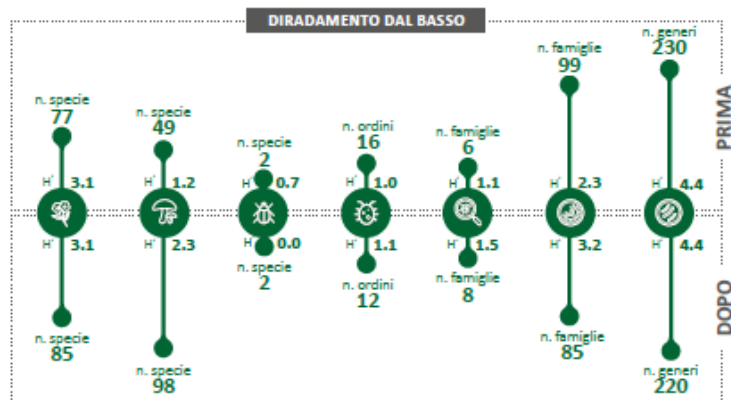 DIRADAMENTO DAL BASSO
n. specie
77
H' 3.1
H' 3.1
n. specie
85
n. specie
49
H' 1.2
H' 2.3
n. specie
98
n. specie
2
H' 0.7
H 0.0
n. specie
2
n. ordini
16
H' 1.0
H' 1.1
n. ordini
12
n. famiglie
6
H' 1.1
H' 1.5
n. famiglie
8
n. famiglie
99
H' 2.3
H' 3.2
n. famiglie
85
n. generi
230
H' 4.4
H' 4.4
n. generi
220
PRIMA
DOPO